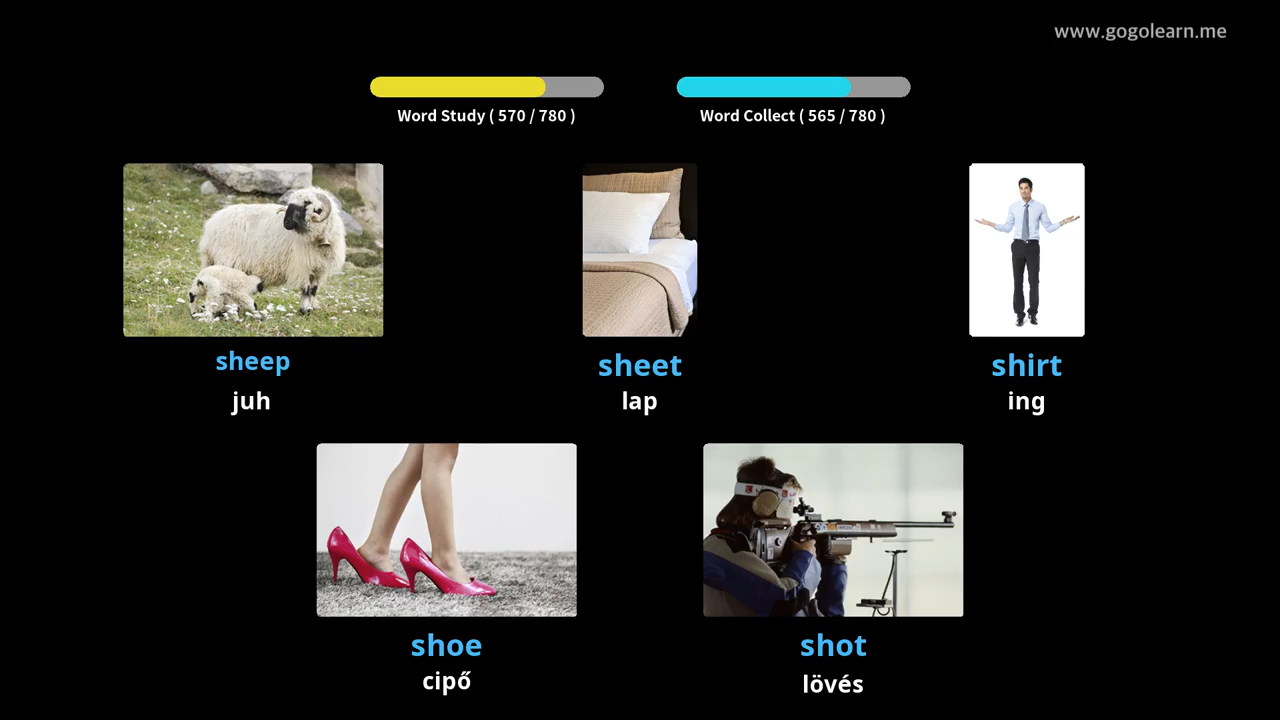 www.gogolearn.me
Word Study ( 570 / 780 )
Word Collect ( 565 / 780 )
sheep
juh
sheet
lap
shirt
ing
shoe
cipő
shot
lövés